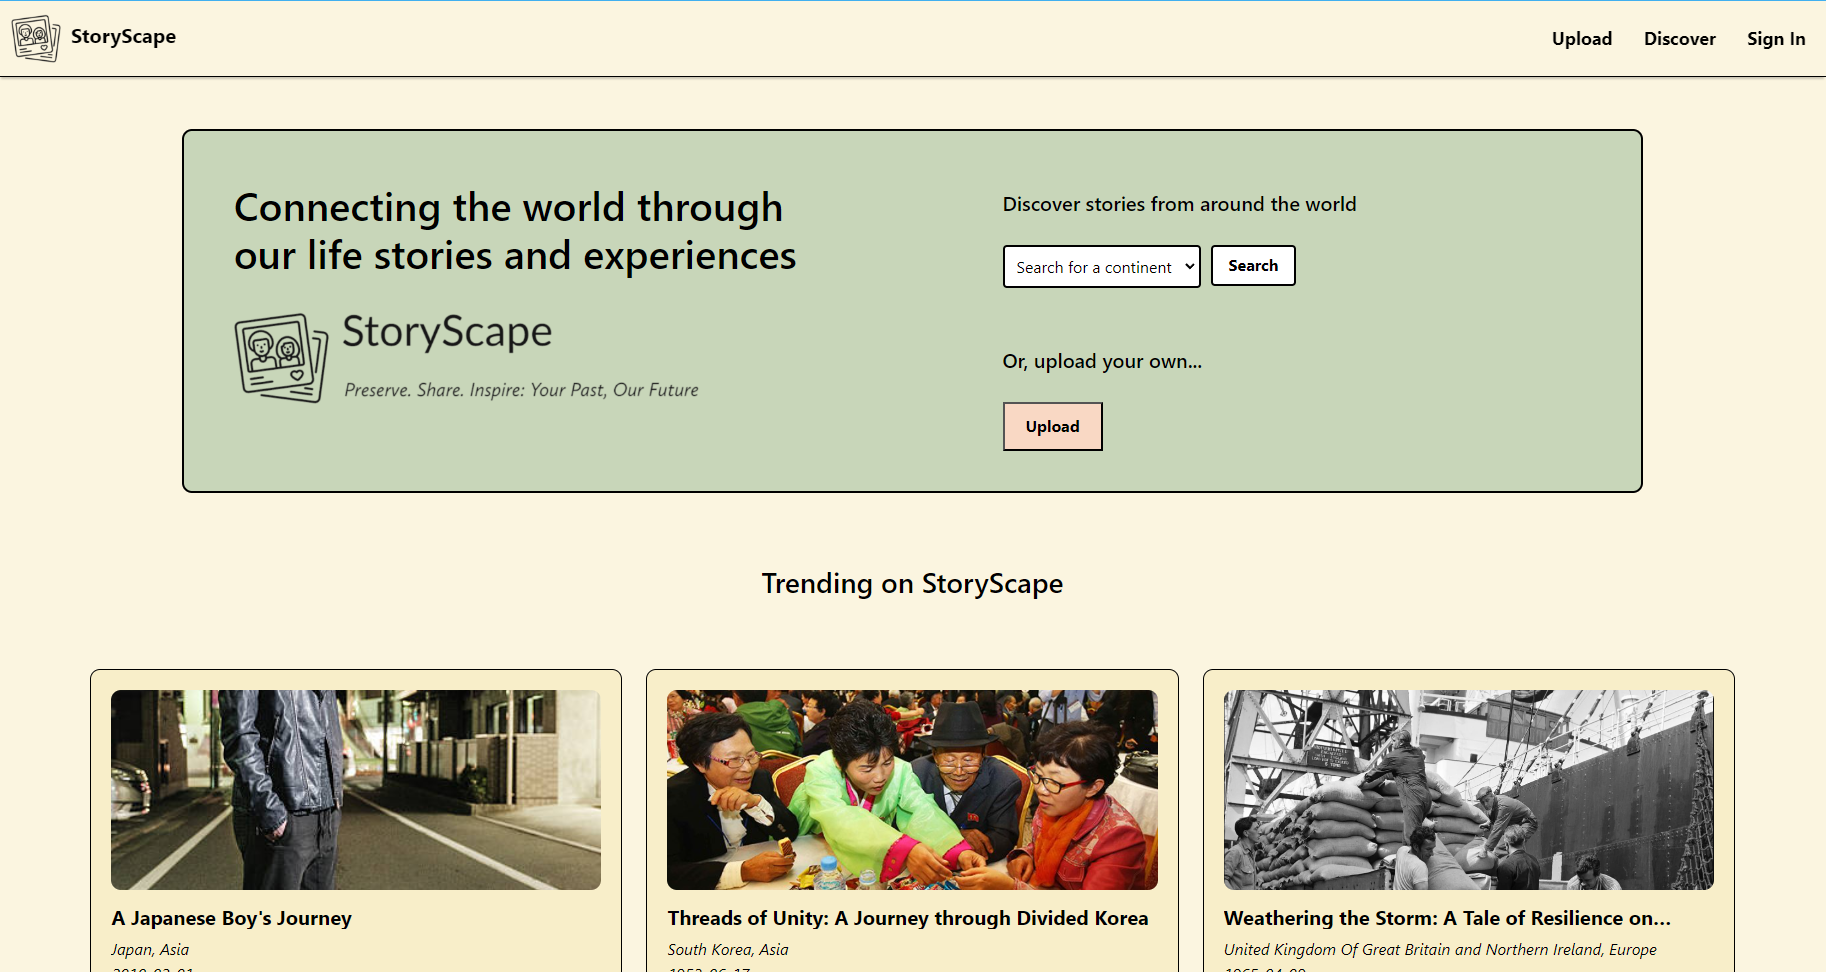 StoryScape
Upload
Discover
Sign In
Connecting the world through
our life stories and experiences
StoryScape
Preserve. Share. Inspire: Your Past, Our Future
Discover stories from around the world
Search for a continent
Search
Or, upload your own...
Upload
Trending on StoryScape
A Japanese Boy's Journey
Japan, Asia
Threads of Unity: A Journey through Divided Korea
South Korea, Asia
Weathering the Storm: A Tale of Resilience on...
United Kingdom Of Great Britain and Northern Ireland, Europe